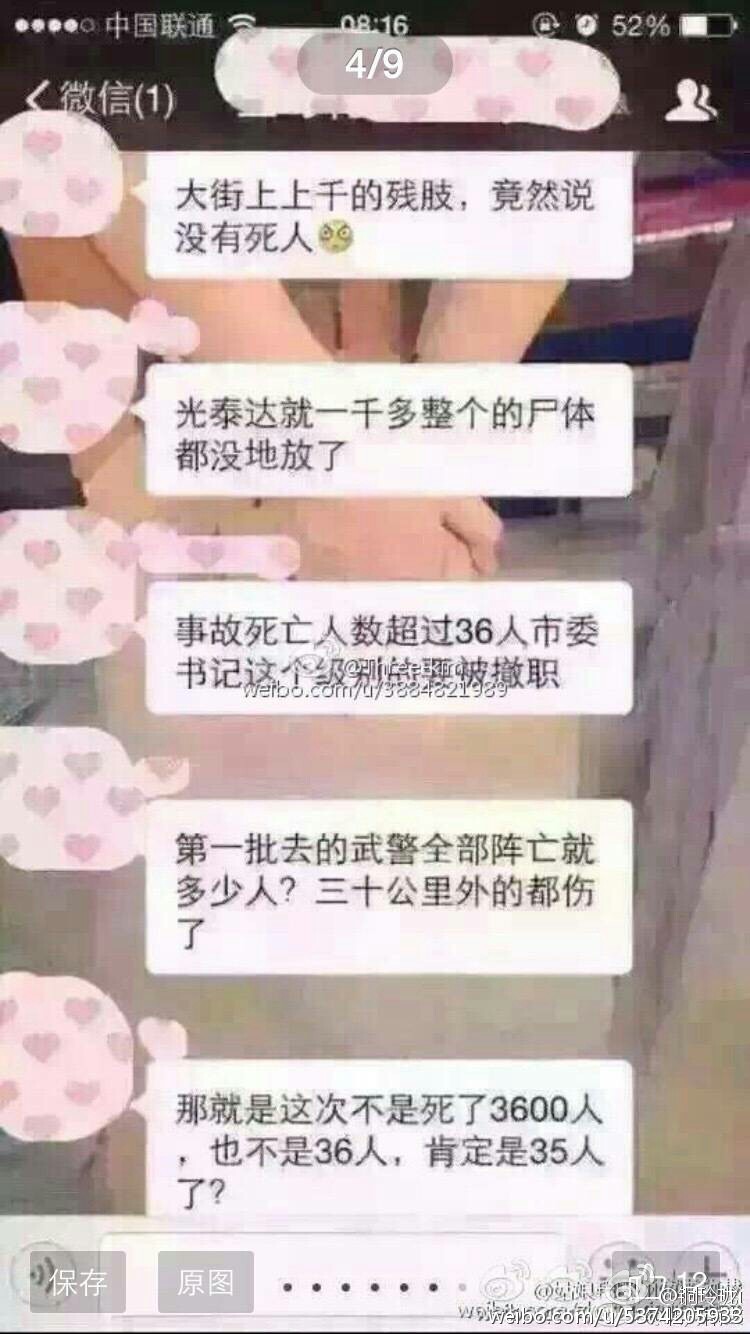 中国联通 08:16 52%
4/9
微信(1)
大街上上千的残肢，竟然说
没有死人
光泰达就一千多整个的尸体
都没地放了
事故死亡人数超过36人市委
书记这个级别的要被撤职
weibo.com/u/3884821989
第一批去的武警全部阵亡就
多少人？三十公里外的都伤
了
那就是这次不是死了3600人
，也不是36人，肯定是35人
了？
保存 原图
weibo.com/u/5874205933